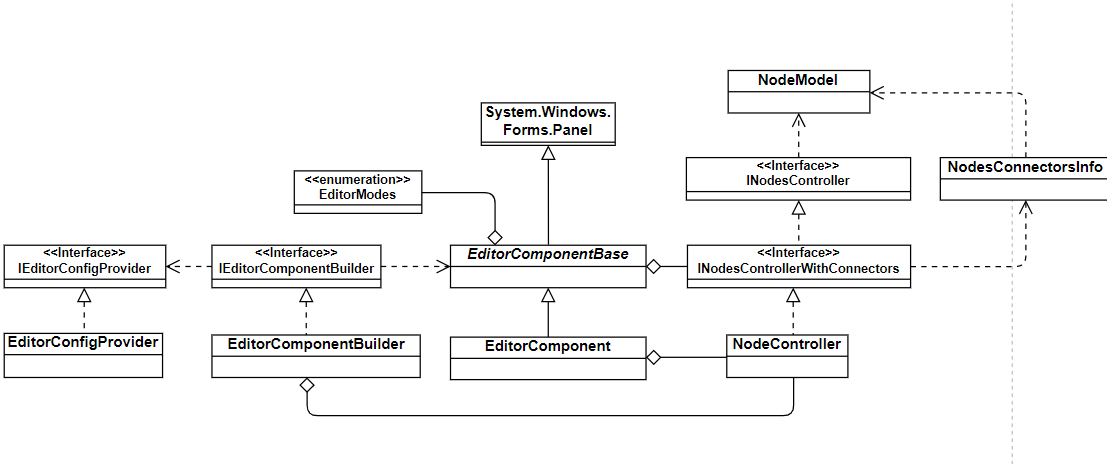 NodeModel
System.Windows.
Forms.Panel
<<Interface>>
INodesController
NodesConnectorsInfo
<<enumeration>>
EditorModes
<<Interface>>
IEditorConfigProvider
<<Interface>>
IEditorComponentBuilder
EditorComponentBase
<<Interface>>
INodesControllerWithConnectors
EditorConfigProvider
EditorComponentBuilder
EditorComponent
NodeController